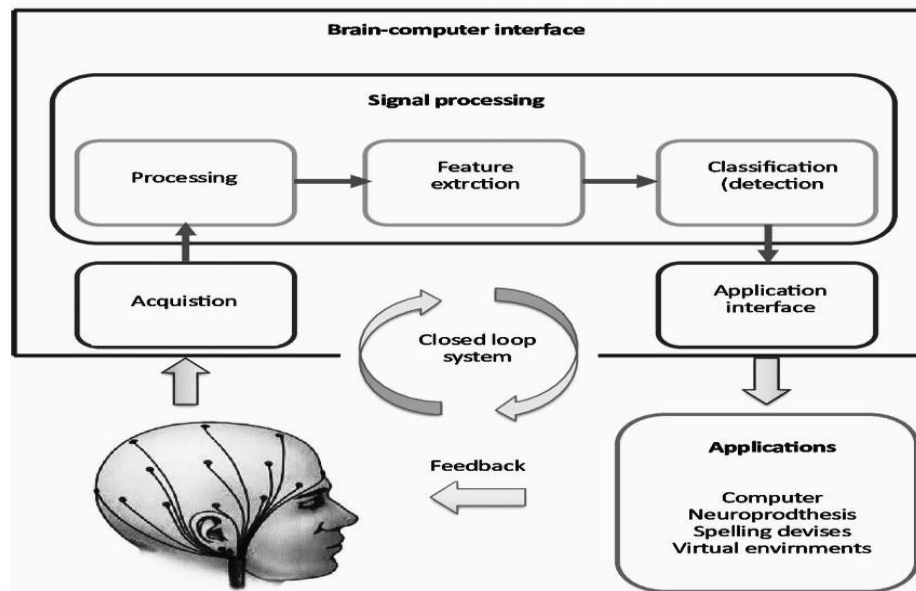 Brain-computer interface
Signal processing
Processing
Feature
extrction
Classification
(detection
Acquistion
Closed loop
system
Application
interface
Feedback
Applications
Computer
Neuroprodthesis
Spelling devises
Virtual envirnments